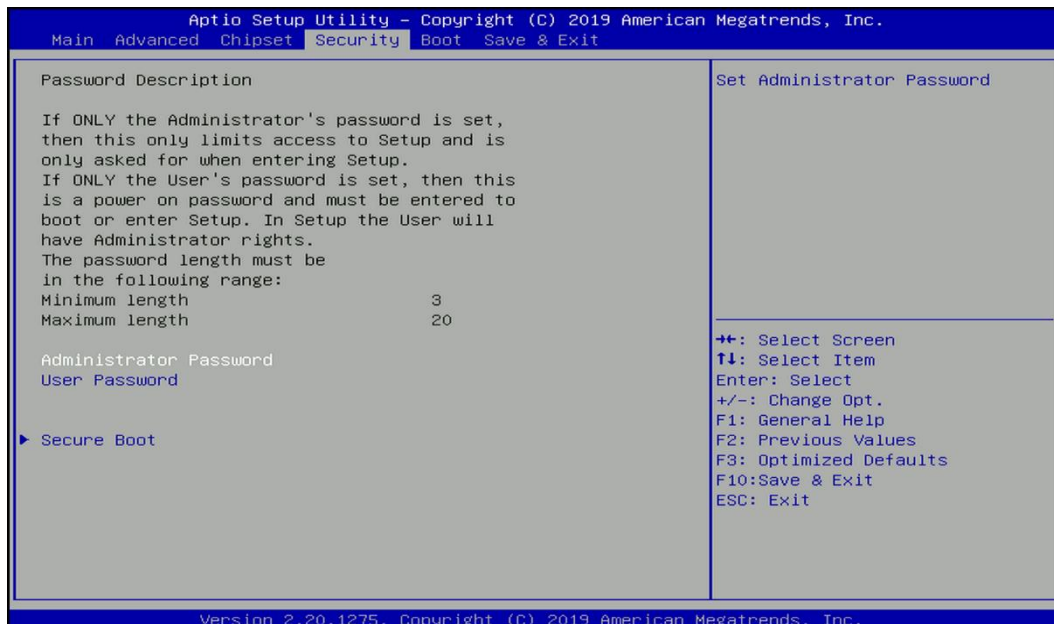 Aptio Setup Utility – Copyright (C) 2019 American Megatrends, Inc.
Main Advanced Chipset Security Boot Save & Exit
Password Description
If ONLY the Administrator's password is set,
then this only limits access to Setup and is
only asked for when entering Setup.
If ONLY the User's password is set, then this
is a power on password and must be entered to
boot or enter Setup. In Setup the User will
have Administrator rights.
The password length must be
in the following range:
Minimum length 3
Maximum length 20
Administrator Password
User Password
► Secure Boot
Set Administrator Password
→←: Select Screen
↑↓: Select Item
Enter: Select
+/-: Change Opt.
F1: General Help
F2: Previous Values
F3: Optimized Defaults
F10:Save & Exit
ESC: Exit
Version 2.20.1275. Copyright (C) 2019 American Megatrends, Inc.